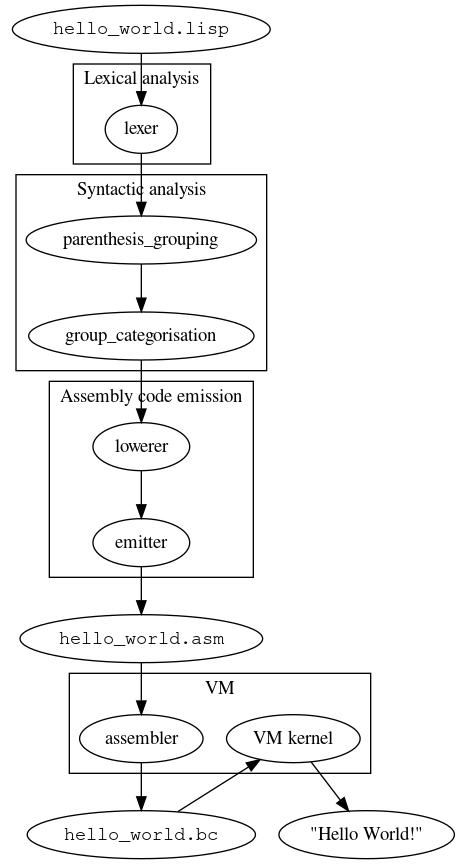 hello_world.lisp
Lexical analysis
lexer
Syntactic analysis
parenthesis_grouping
group_categorisation
Assembly code emission
lowerer
emitter
hello_world.asm
VM
assembler
VM kernel
hello_world.bc
"Hello World!"